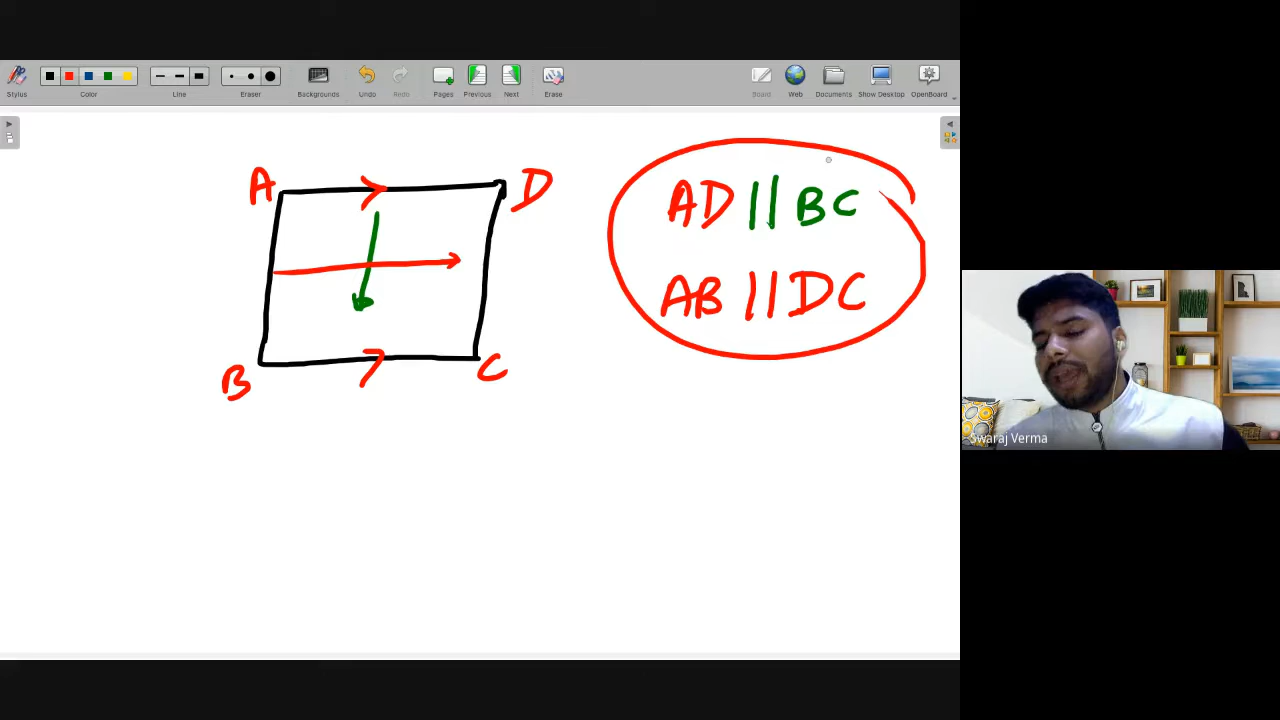 Stylus Color Line Eraser Backgrounds Undo Redo Pages Previous Next Erase Board Web Documents Show Desktop OpenBoard
A D
AD || BC
AB || DC
B C
Swaraj Verma